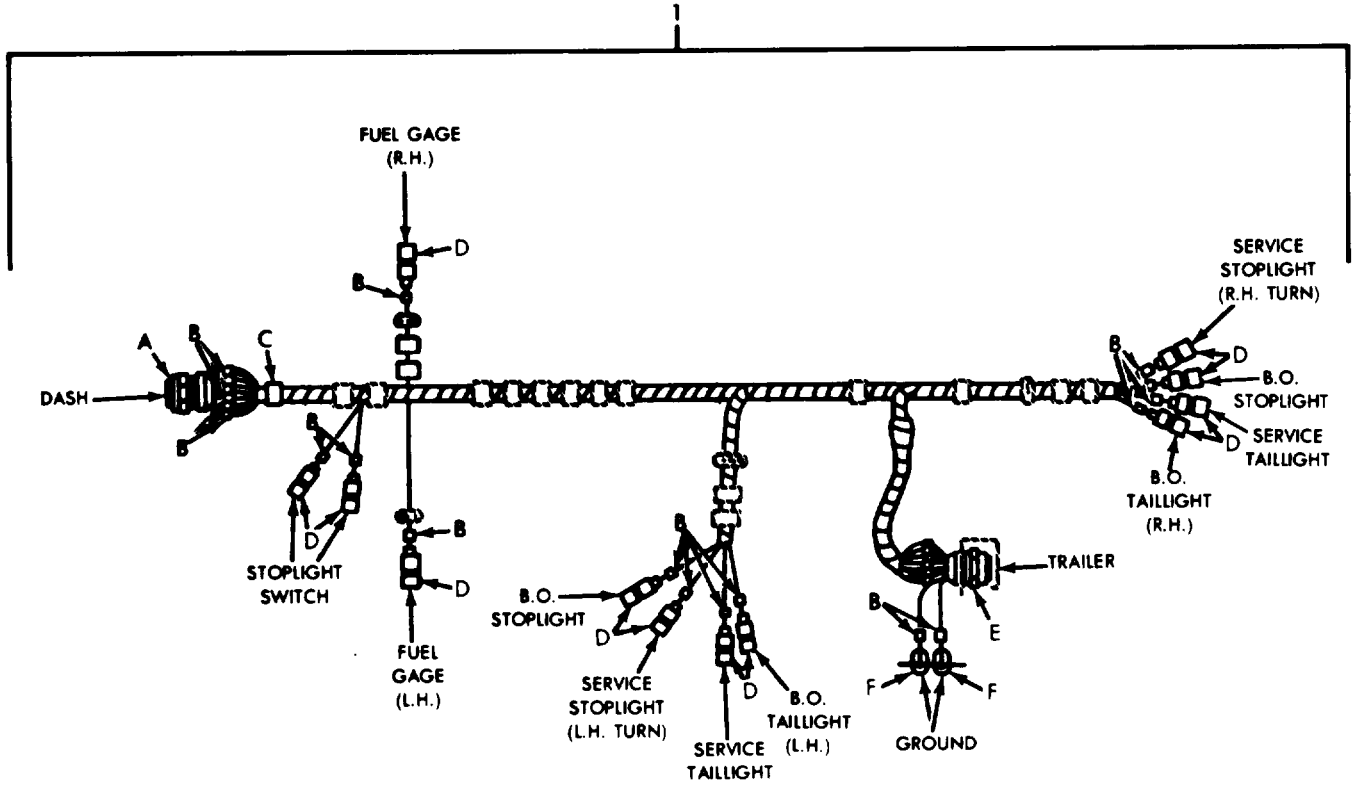 1
FUEL GAGE
(R.H.)
D
B
SERVICE
STOPLIGHT
(R.H. TURN)
A
B
C
B
D
DASH
B.O.
STOPLIGHT
B
B
D
SERVICE
TAILLIGHT
D
B.O.
TAILLIGHT
(R.H.)
STOPLIGHT
SWITCH
B
D
FUEL
GAGE
(L.H.)
B
B.O.
STOPLIGHT
D
SERVICE
STOPLIGHT
(L.H. TURN)
D
SERVICE
TAILLIGHT
B.O.
TAILLIGHT
(L.H.)
TRAILER
B
E
F
F
GROUND